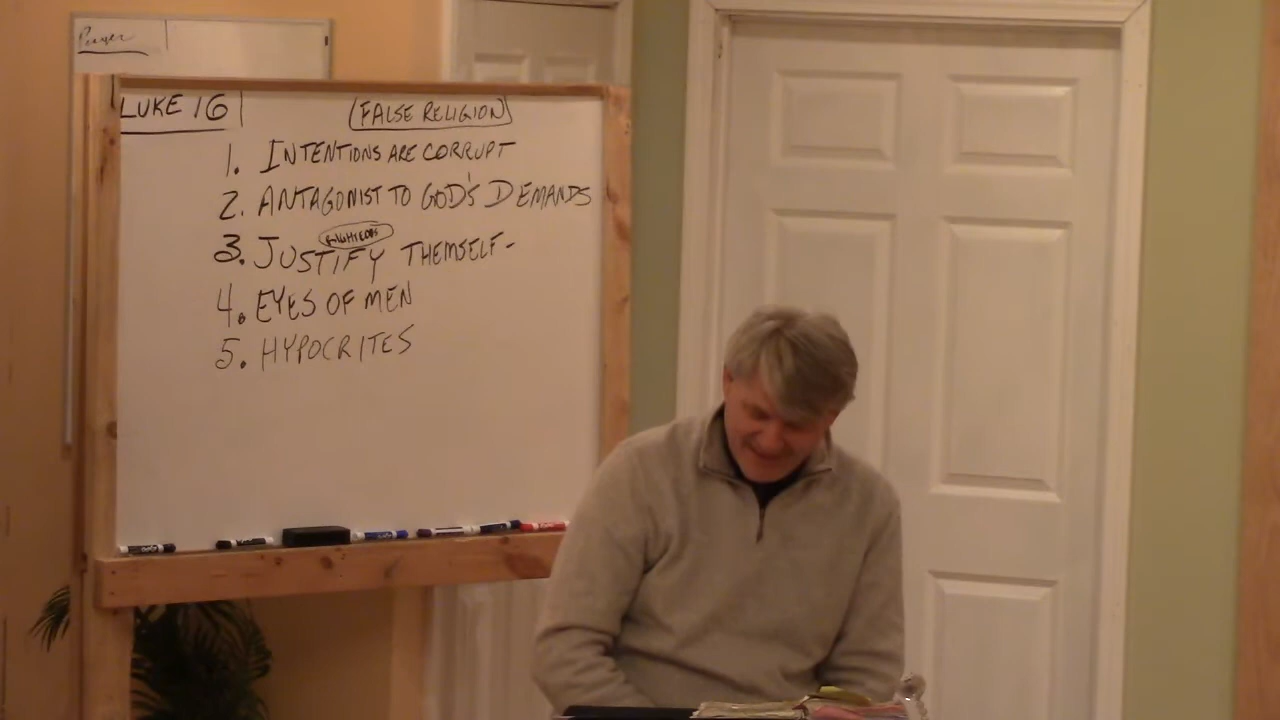 Prayer
LUKE 16
FALSE RELIGION
1. INTENTIONS ARE CORRUPT
2. ANTAGONIST TO GOD'S DEMANDS
RIGHTEOUS
3. JUSTIFY THEMSELF-
4. EYES OF MEN
5. HYPOCRITES